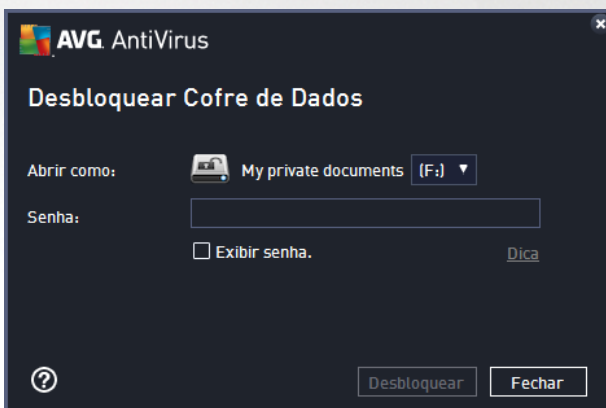 AVG. AntiVirus
Desbloquear Cofre de Dados
Abrir como: My private documents (F:)
Senha:
Exibir senha. Dica
Desbloquear Fechar